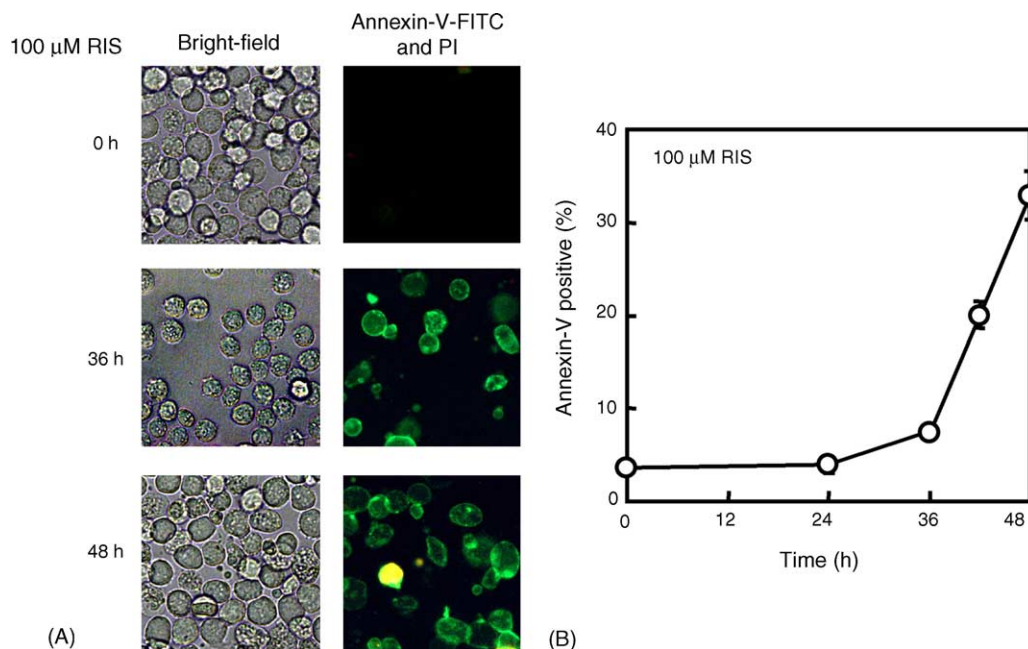 100 μM RIS
Bright-field
Annexin-V-FITC
and PI
0 h
36 h
48 h
(A)
Annexin-V positive (%)
40
30
20
10
0
100 μM RIS
0
12
24
36
48
Time (h)
(B)